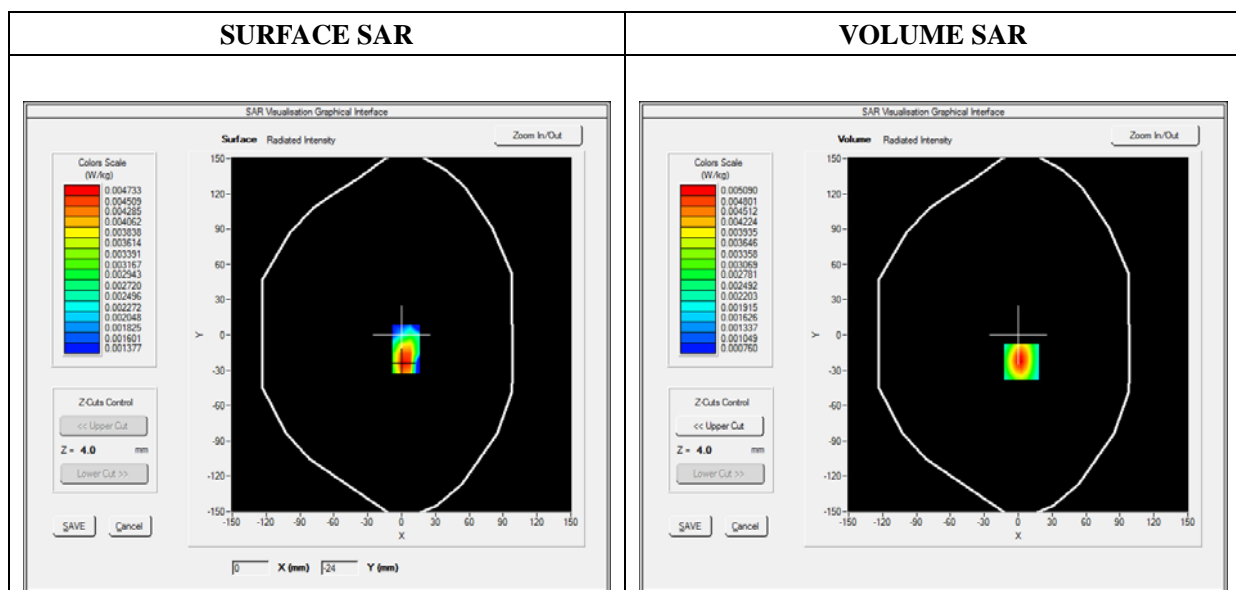 SURFACE SAR
VOLUME SAR
SAR Visualisation Graphical Interface
Surface Radiated Intensity
Zoom In/Out
Colors Scale
(W/kg)
0.004733
0.004509
0.004285
0.004062
0.003838
0.003614
0.003391
0.003167
0.002943
0.002720
0.002496
0.002272
0.002048
0.001825
0.001601
0.001377
150
120
90
60
30
0
-30
-60
-90
-120
-150
Y
-150 -120 -90 -60 -30 0 30 60 90 120 150
X
Z-Cuts Control
<< Upper Cut
Z = 4.0 mm
Lower Cut >>
SAVE Cancel
0 X (mm) -24 Y (mm)
SAR Visualisation Graphical Interface
Volume Radiated Intensity
Zoom In/Out
Colors Scale
(W/kg)
0.005090
0.004801
0.004512
0.004224
0.003935
0.003646
0.003358
0.003069
0.002781
0.002492
0.002203
0.001915
0.001626
0.001337
0.001049
0.000760
150
120
90
60
30
0
-30
-60
-90
-120
-150
Y
-150 -120 -90 -60 -30 0 30 60 90 120 150
X
Z-Cuts Control
<< Upper Cut
Z = 4.0 mm
Lower Cut >>
SAVE Cancel